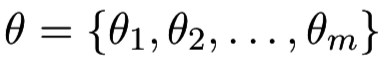 θ = {θ₁, θ₂, . . . , θₘ}